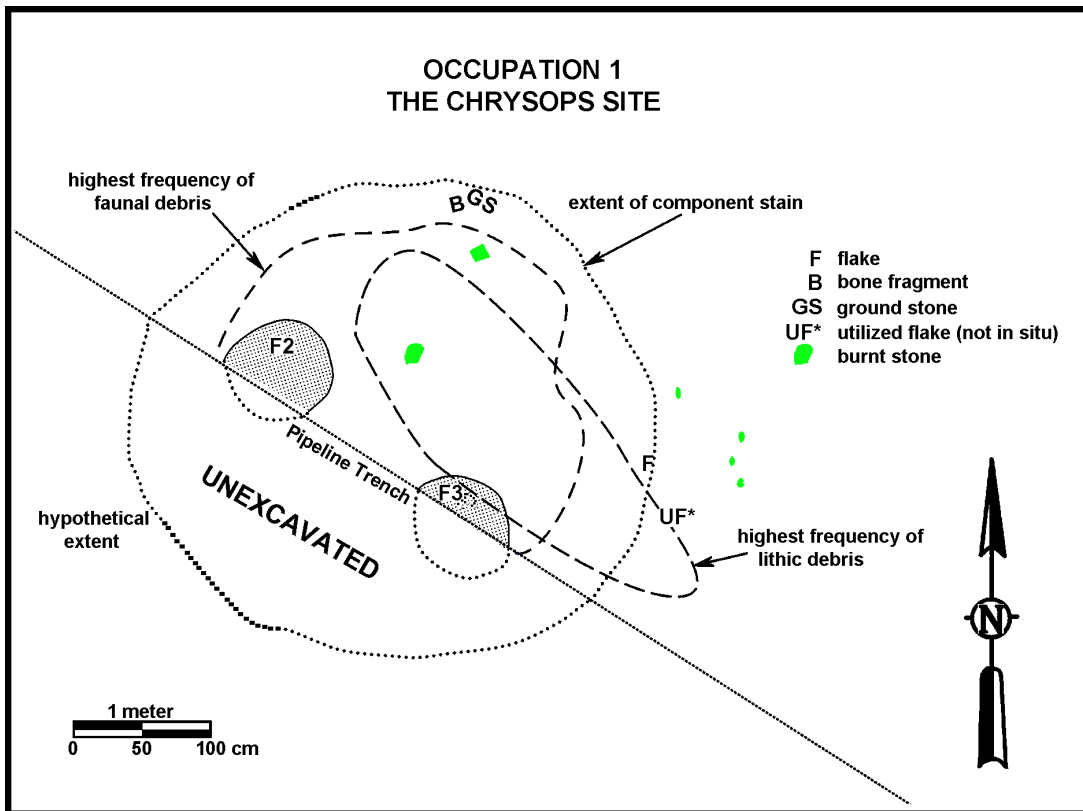 OCCUPATION 1
THE CHRYSOPS SITE
highest frequency of
faunal debris
B GS
extent of component stain
F flake
B bone fragment
GS ground stone
UF* utilized flake (not in situ)
burnt stone
F2
Pipeline Trench
F3
F
UF*
UNEXCAVATED
hypothetical
extent
highest frequency of
lithic debris
N
1 meter
0 50 100 cm